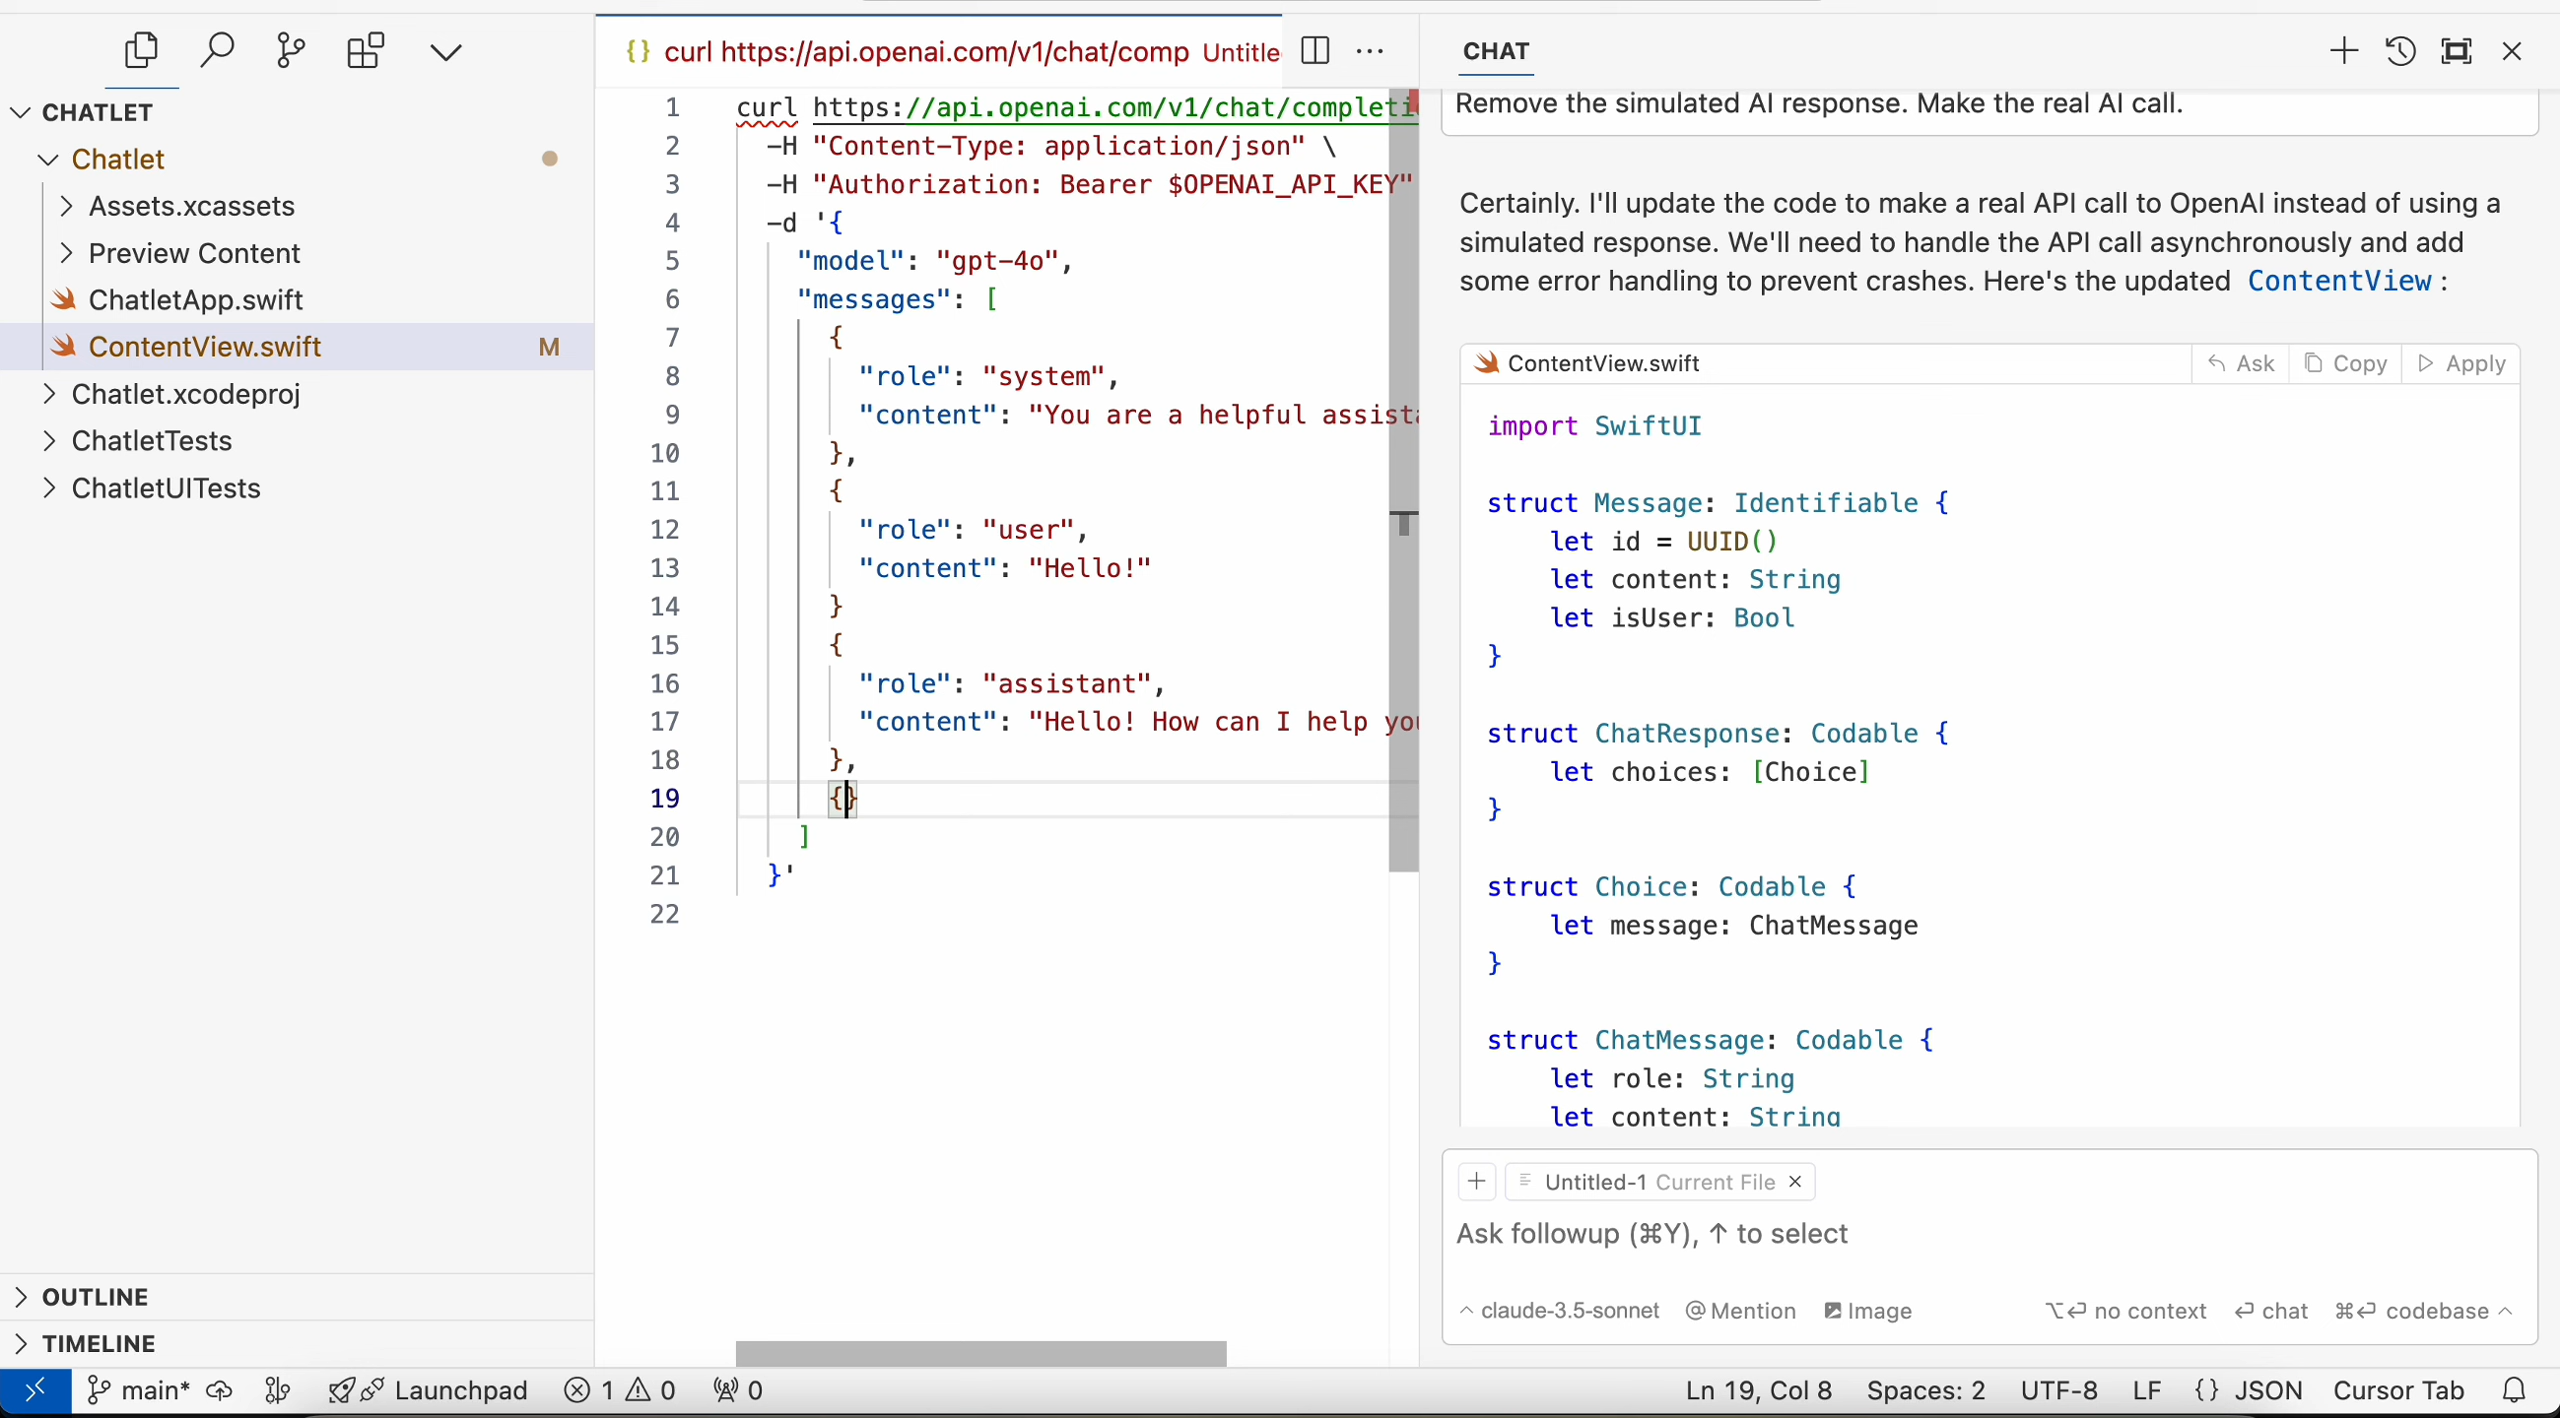 CHATLET
Chatlet
Assets.xcassets
Preview Content
ChatletApp.swift
ContentView.swift M
Chatlet.xcodeproj
ChatletTests
ChatletUITests
OUTLINE
TIMELINE
{} curl https://api.openai.com/v1/chat/comp Untitle
1 curl https://api.openai.com/v1/chat/completi
2 -H "Content-Type: application/json" \
3 -H "Authorization: Bearer $OPENAI_API_KEY"
4 -d '{
5 "model": "gpt-4o",
6 "messages": [
7 {
8 "role": "system",
9 "content": "You are a helpful assista
10 },
11 {
12 "role": "user",
13 "content": "Hello!"
14 }
15 {
16 "role": "assistant",
17 "content": "Hello! How can I help you
18 },
19 {}
20 ]
21 }'
22
CHAT
Remove the simulated AI response. Make the real AI call.
Certainly. I'll update the code to make a real API call to OpenAI instead of using a
simulated response. We'll need to handle the API call asynchronously and add
some error handling to prevent crashes. Here's the updated ContentView :
ContentView.swift Ask Copy Apply
import SwiftUI
struct Message: Identifiable {
let id = UUID()
let content: String
let isUser: Bool
}
struct ChatResponse: Codable {
let choices: [Choice]
}
struct Choice: Codable {
let message: ChatMessage
}
struct ChatMessage: Codable {
let role: String
let content: String
+ Untitled-1 Current File ×
Ask followup (⌘Y), ↑ to select
^ claude-3.5-sonnet @ Mention Image ⌥⏎ no context ⏎ chat ⌘⏎ codebase ^
main* Launchpad 1 0 0 Ln 19, Col 8 Spaces: 2 UTF-8 LF {} JSON Cursor Tab